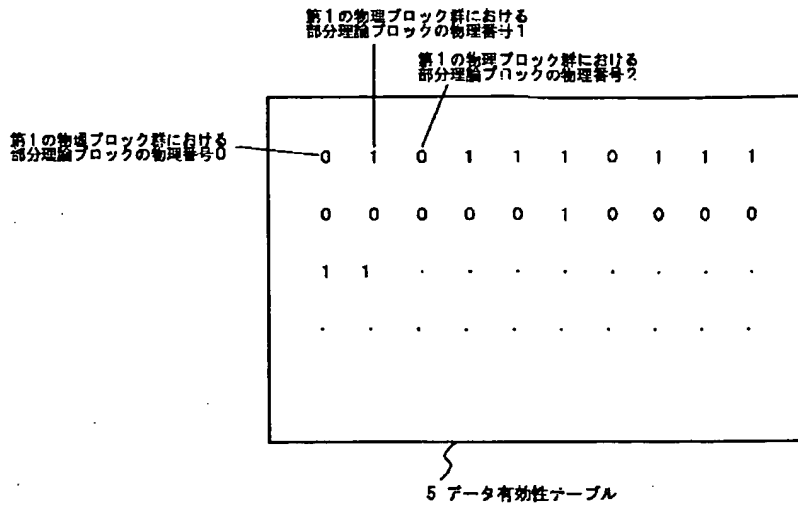 第1の物理ブロック群における
部分理論ブロックの物理番号1
第1の物理ブロック群における
部分理論ブロックの物理番号2
第1の物理ブロック群における
部分理論ブロックの物理番号0
0 1 0 1 1 1 0 1 1 1
0 0 0 0 0 1 0 0 0 0
1 1 . . . . . . . .
. . . . . . . . . .
5 データ有効性テーブル